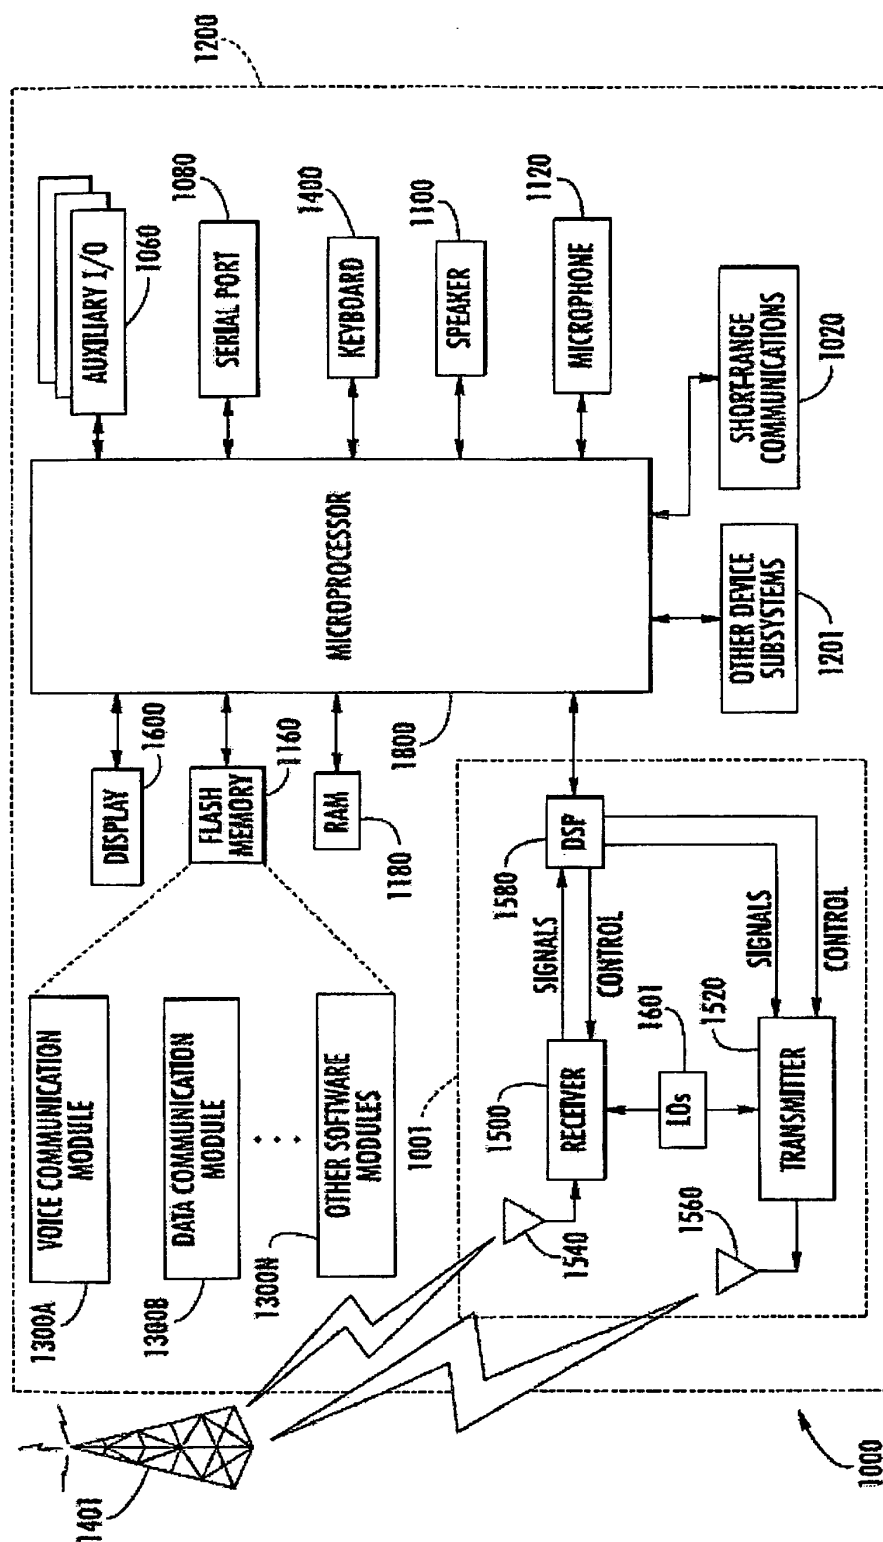 1200
AUXILIARY I/O
1060
SERIAL PORT
1080
KEYBOARD
1400
SPEAKER
1100
MICROPHONE
1120
SHORT-RANGE
COMMUNICATIONS
1020
MICROPROCESSOR
1800
OTHER DEVICE
SUBSYSTEMS
1201
DISPLAY
1600
FLASH
MEMORY
1160
RAM
1180
VOICE COMMUNICATION
MODULE
1300A
DATA COMMUNICATION
MODULE
1300B
OTHER SOFTWARE
MODULES
1300N
1001
DSP
1580
SIGNALS
CONTROL
SIGNALS
CONTROL
RECEIVER
1500
LOs
1601
TRANSMITTER
1520
1540
1560
1401
1000